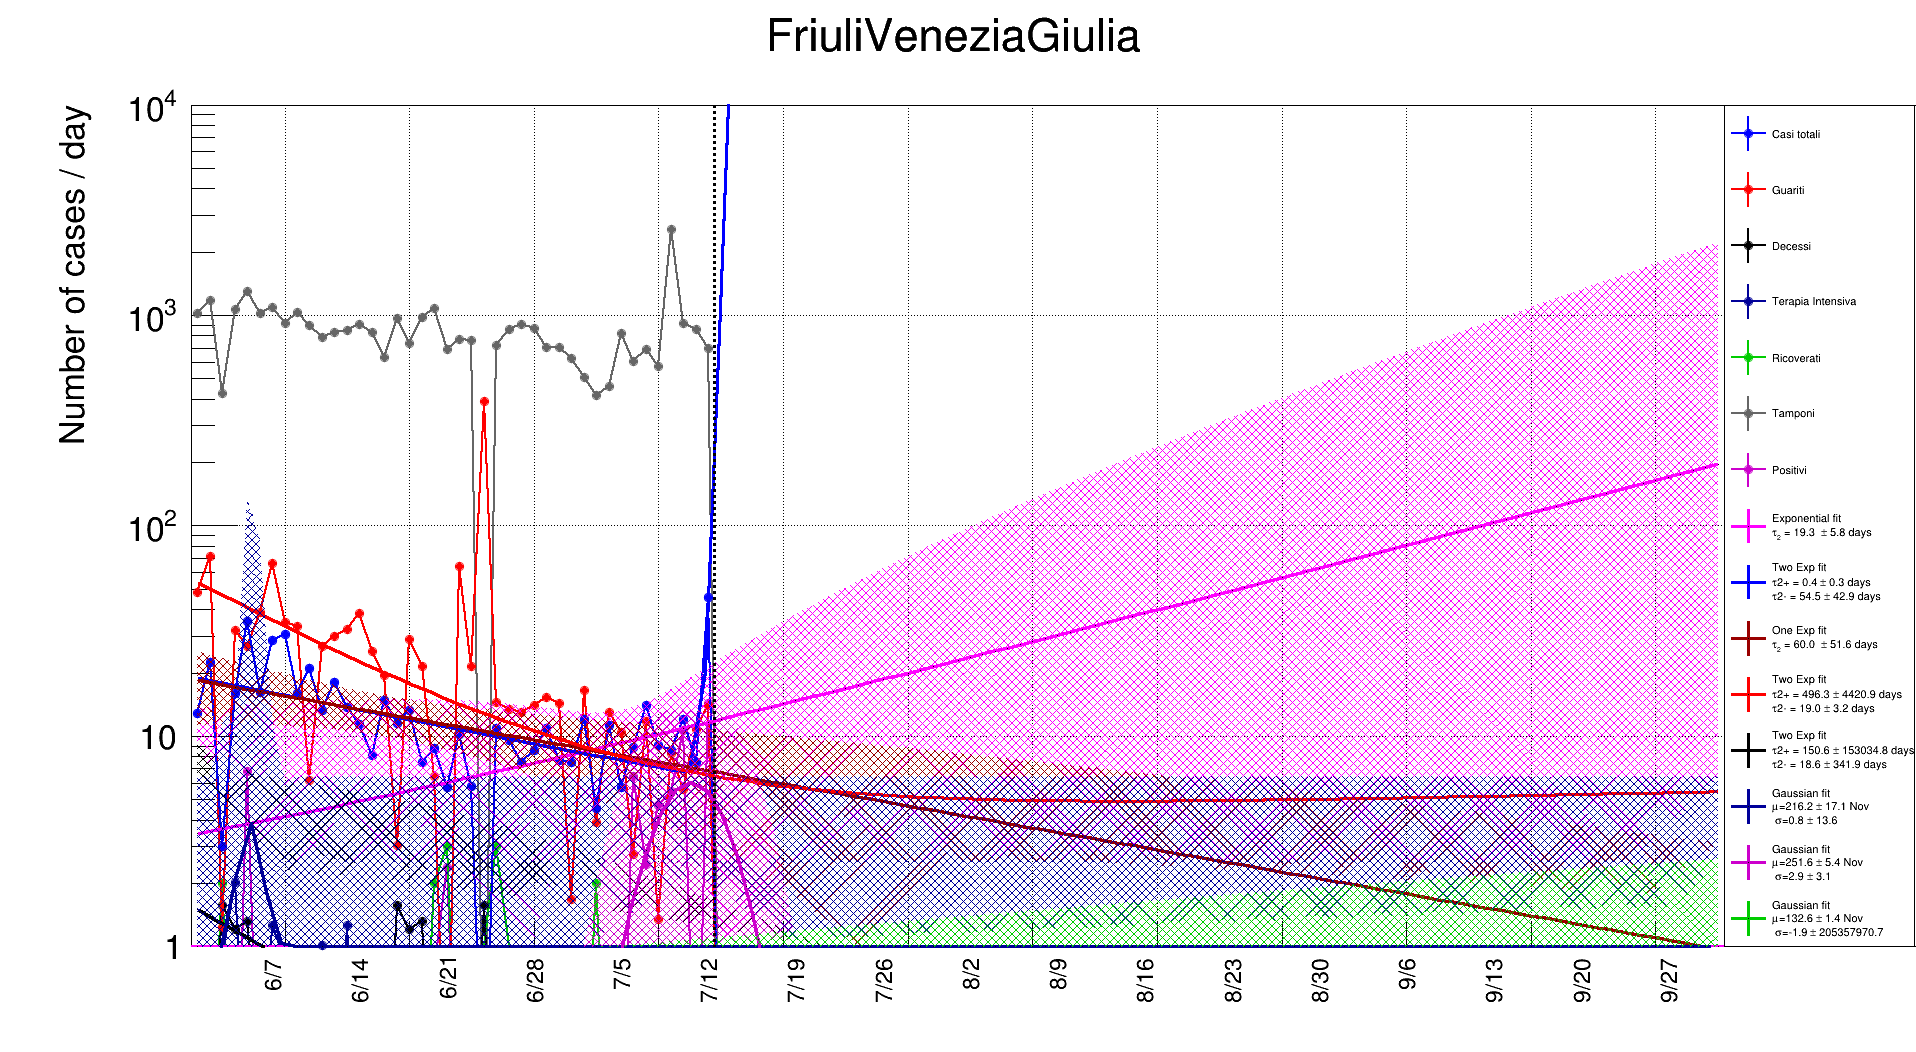 FriuliVeneziaGiulia
Number of cases / day
10^4
10^3
10^2
10
1
6/7
6/14
6/21
6/28
7/5
7/12
7/19
7/26
8/2
8/9
8/16
8/23
8/30
9/6
9/13
9/20
9/27
Casi totali
Guariti
Decessi
Terapia Intensiva
Ricoverati
Tamponi
Positivi
Exponential fit
τ₂ = 19.3 ± 5.8 days
Two Exp fit
τ2+ = 0.4 ± 0.3 days
τ2- = 54.5 ± 42.9 days
One Exp fit
τ₂ = 60.0 ± 51.6 days
Two Exp fit
τ2+ = 496.3 ± 4420.9 days
τ2- = 19.0 ± 3.2 days
Two Exp fit
τ2+ = 150.6 ± 153034.8 days
τ2- = 18.6 ± 341.9 days
Gaussian fit
μ=216.2 ± 17.1 Nov
σ=0.8 ± 13.6
Gaussian fit
μ=251.6 ± 5.4 Nov
σ=2.9 ± 3.1
Gaussian fit
μ=132.6 ± 1.4 Nov
σ=-1.9 ± 205357970.7